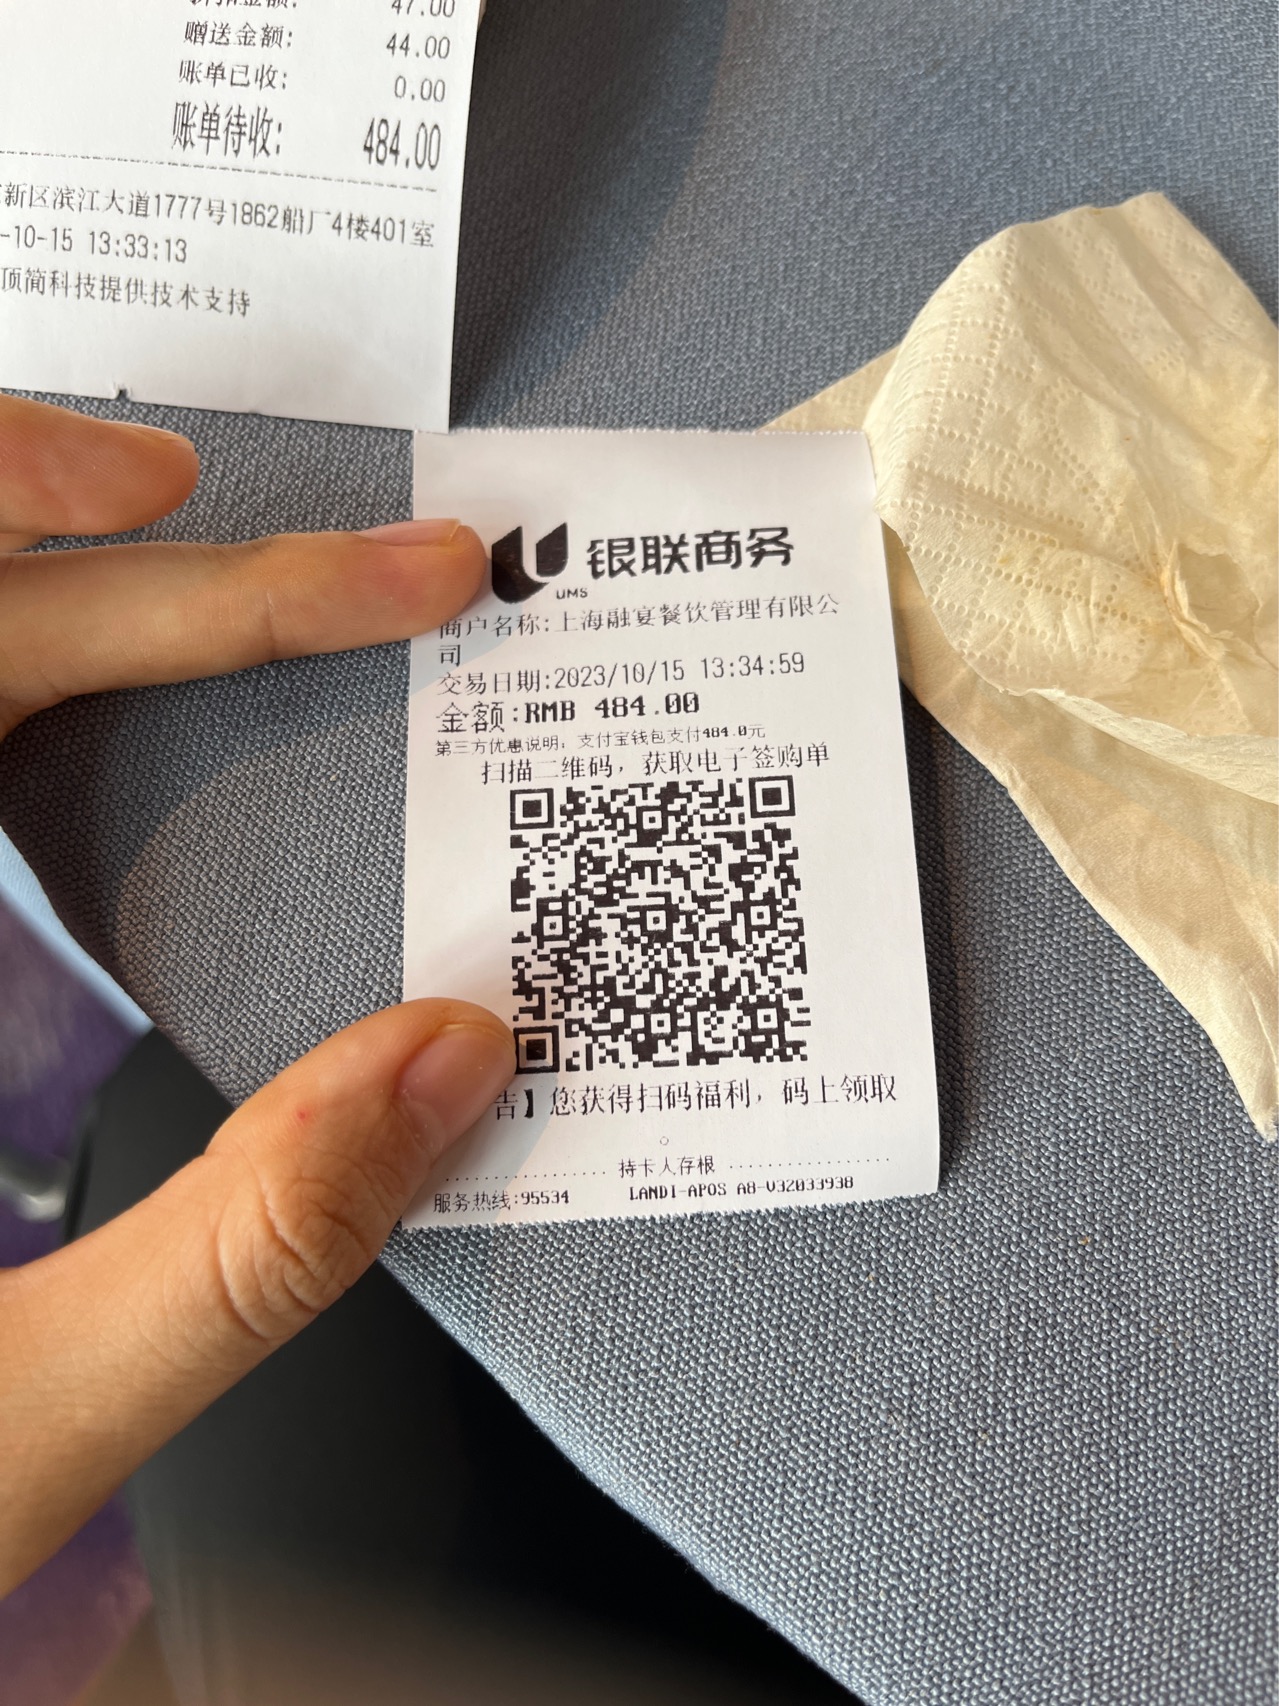 47.00
赠送金额: 44.00
账单已收: 0.00
账单待收: 484.00
新区滨江大道1777号1862船厂4楼401室
-10-15 13:33:13
顶简科技提供技术支持
银联商务
UMS
商户名称:上海融宴餐饮管理有限公
司
交易日期:2023/10/15 13:34:59
金额:RMB 484.00
第三方优惠说明: 支付宝钱包支付484.0元
扫描二维码，获取电子签购单
告】您获得扫码福利，码上领取
。
持卡人存根
服务热线:95534 LANDI-APOS A8-V32033938